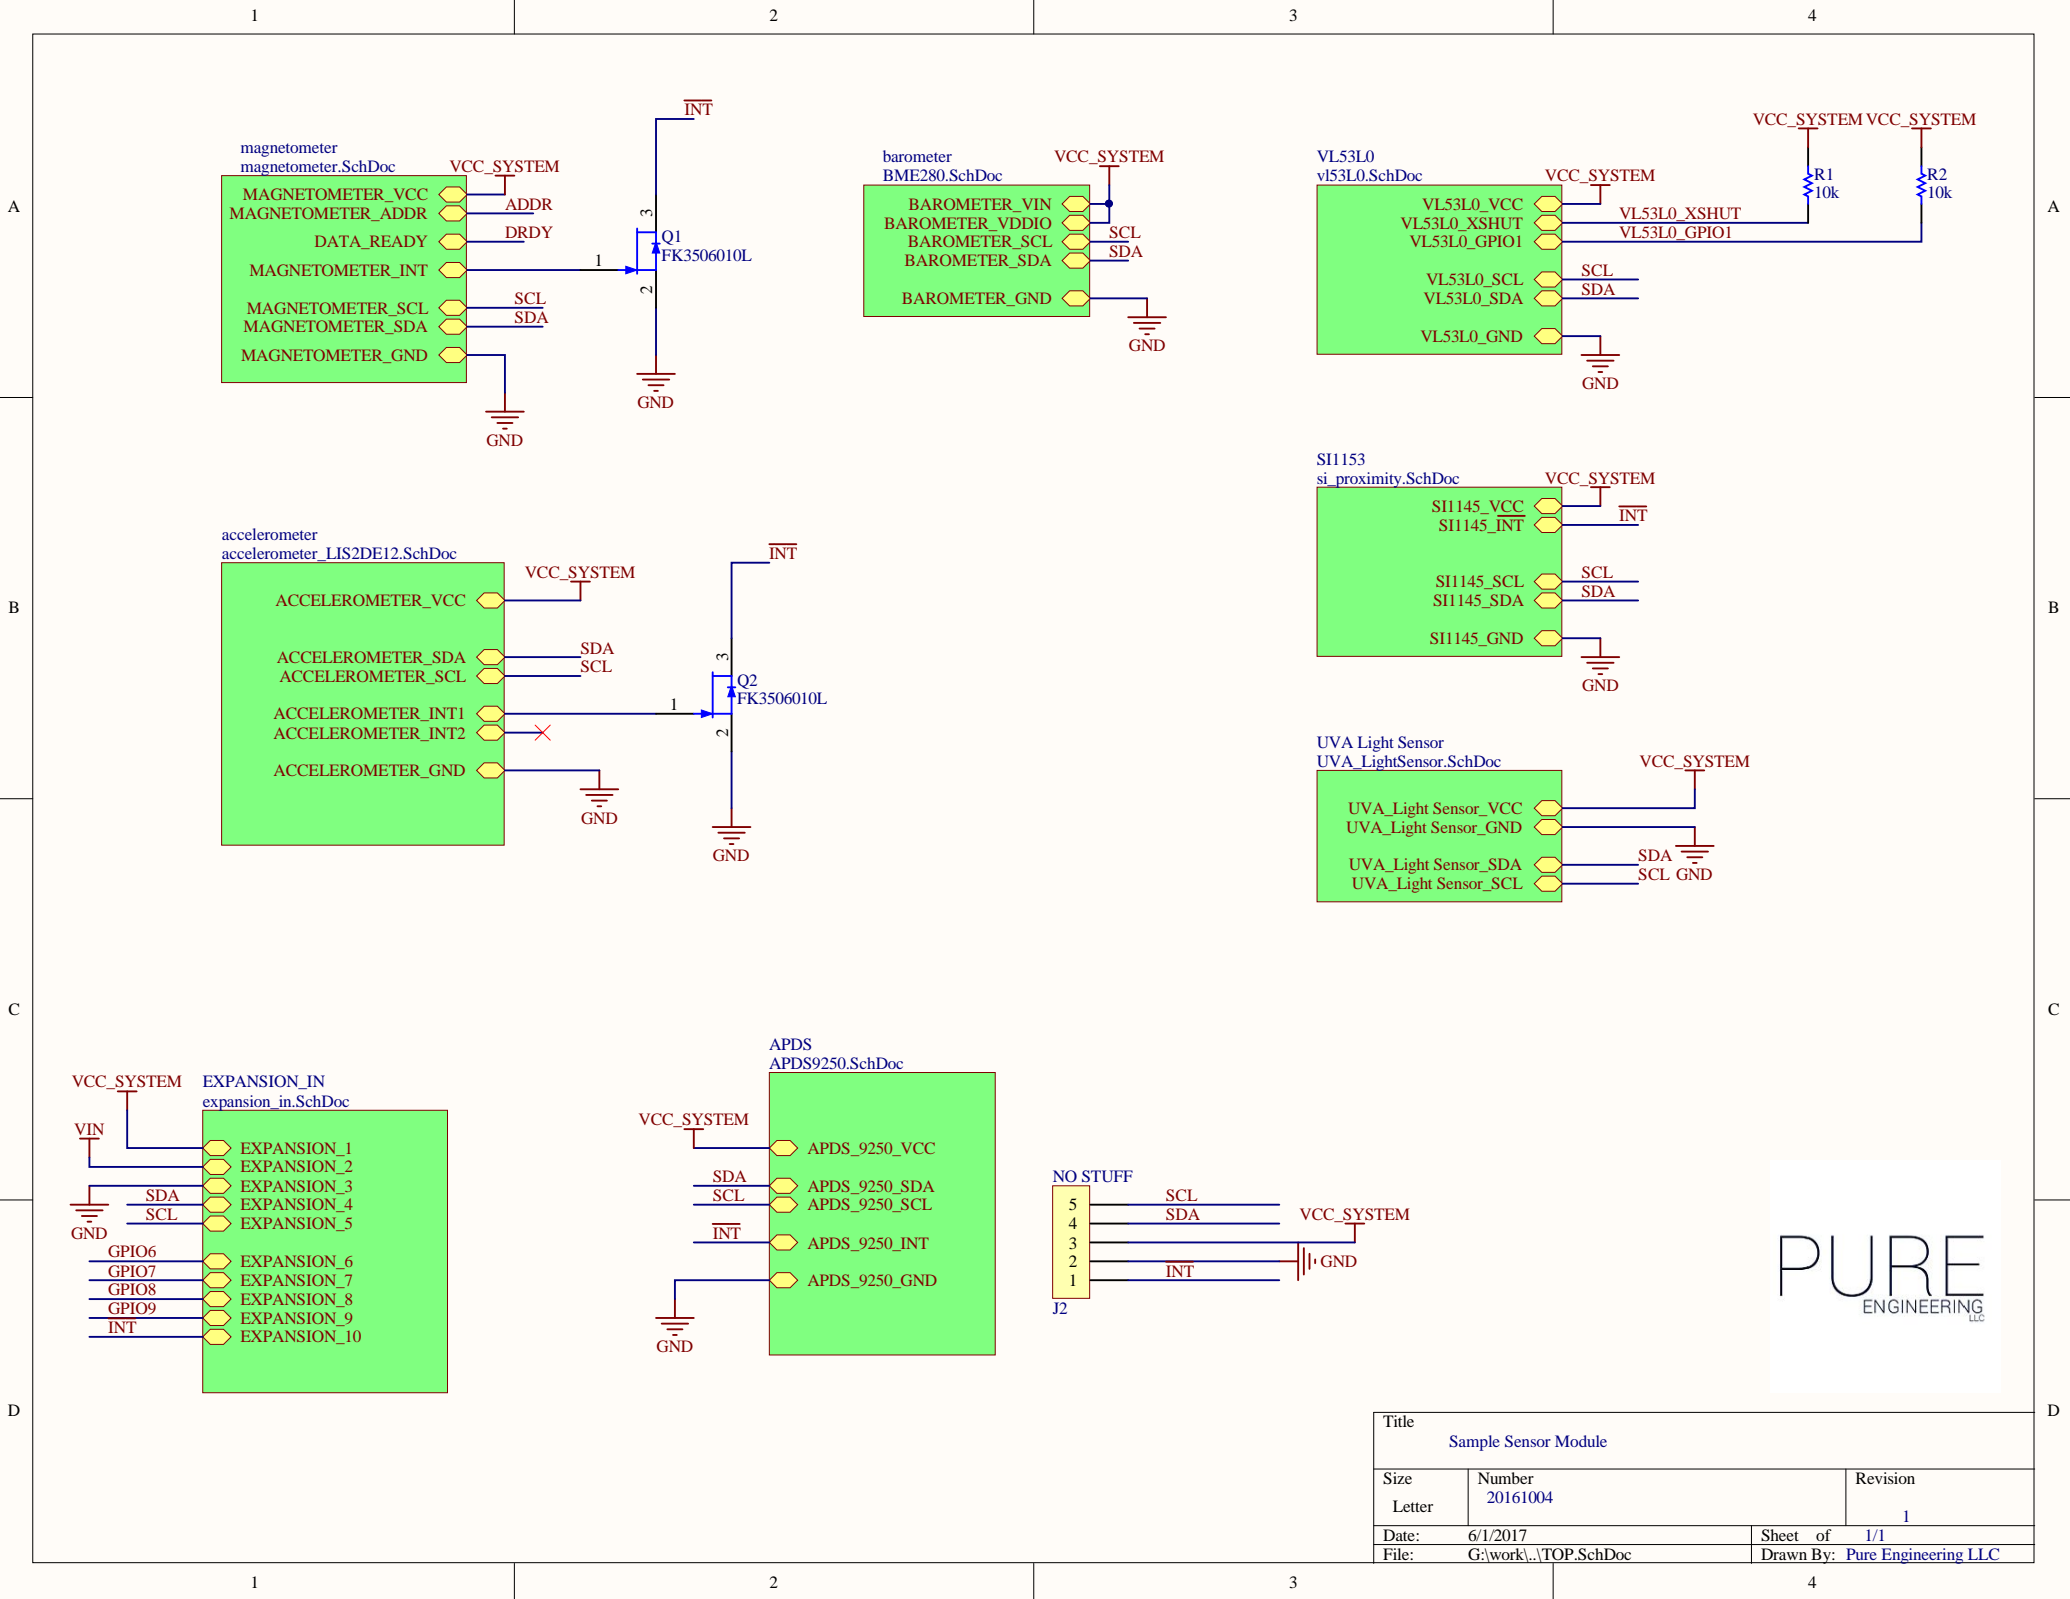 1 2 3 4
A
B
C
D
A
B
C
D
magnetometer
magnetometer.SchDoc
VCC_SYSTEM
MAGNETOMETER_VCC
MAGNETOMETER_ADDR
ADDR
DATA_READY
DRDY
MAGNETOMETER_INT
MAGNETOMETER_SCL
SCL
MAGNETOMETER_SDA
SDA
MAGNETOMETER_GND
GND
INT
3
Q1
FK3506010L
1
2
GND
barometer
BME280.SchDoc
VCC_SYSTEM
BAROMETER_VIN
BAROMETER_VDDIO
BAROMETER_SCL
SCL
BAROMETER_SDA
SDA
BAROMETER_GND
GND
VL53L0
vl53L0.SchDoc
VCC_SYSTEM
VL53L0_VCC
VL53L0_XSHUT
VL53L0_XSHUT
VL53L0_GPIO1
VL53L0_GPIO1
VL53L0_SCL
SCL
VL53L0_SDA
SDA
VL53L0_GND
GND
VCC_SYSTEM
R1
10k
VCC_SYSTEM
R2
10k
accelerometer
accelerometer_LIS2DE12.SchDoc
VCC_SYSTEM
ACCELEROMETER_VCC
ACCELEROMETER_SDA
SDA
ACCELEROMETER_SCL
SCL
ACCELEROMETER_INT1
ACCELEROMETER_INT2
ACCELEROMETER_GND
GND
INT
3
Q2
FK3506010L
1
2
GND
SI1153
si_proximity.SchDoc
VCC_SYSTEM
SI1145_VCC
SI1145_INT
INT
SI1145_SCL
SCL
SI1145_SDA
SDA
SI1145_GND
GND
UVA Light Sensor
UVA_LightSensor.SchDoc
VCC_SYSTEM
UVA_Light Sensor_VCC
UVA_Light Sensor_GND
UVA_Light Sensor_SDA
SDA
UVA_Light Sensor_SCL
SCL
GND
VCC_SYSTEM
EXPANSION_IN
expansion_in.SchDoc
VIN
EXPANSION_1
EXPANSION_2
EXPANSION_3
SDA
EXPANSION_4
SCL
EXPANSION_5
GND
GPIO6
EXPANSION_6
GPIO7
EXPANSION_7
GPIO8
EXPANSION_8
GPIO9
EXPANSION_9
INT
EXPANSION_10
APDS
APDS9250.SchDoc
VCC_SYSTEM
APDS_9250_VCC
SDA
APDS_9250_SDA
SCL
APDS_9250_SCL
INT
APDS_9250_INT
APDS_9250_GND
GND
NO STUFF
5
SCL
4
SDA
3
VCC_SYSTEM
2
GND
1
INT
J2
PURE
ENGINEERING
LLC
Title
Sample Sensor Module
Size
Letter
Number
20161004
Revision
1
Date: 6/1/2017
Sheet of 1/1
File: G:\work\..\TOP.SchDoc
Drawn By: Pure Engineering LLC
1 2 3 4